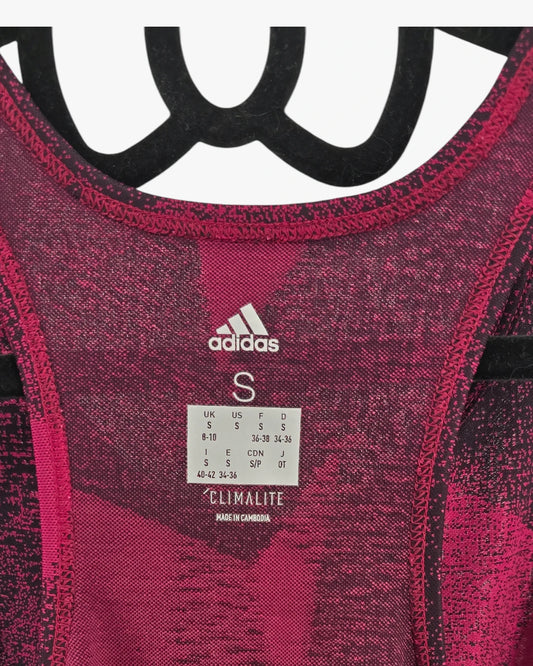 adidas
S
UK US F D
S S S S
8-10 36-38 34-36
I E CDN J
S S S/P OT
40-42 34-36
CLIMALITE
MADE IN CAMBODIA